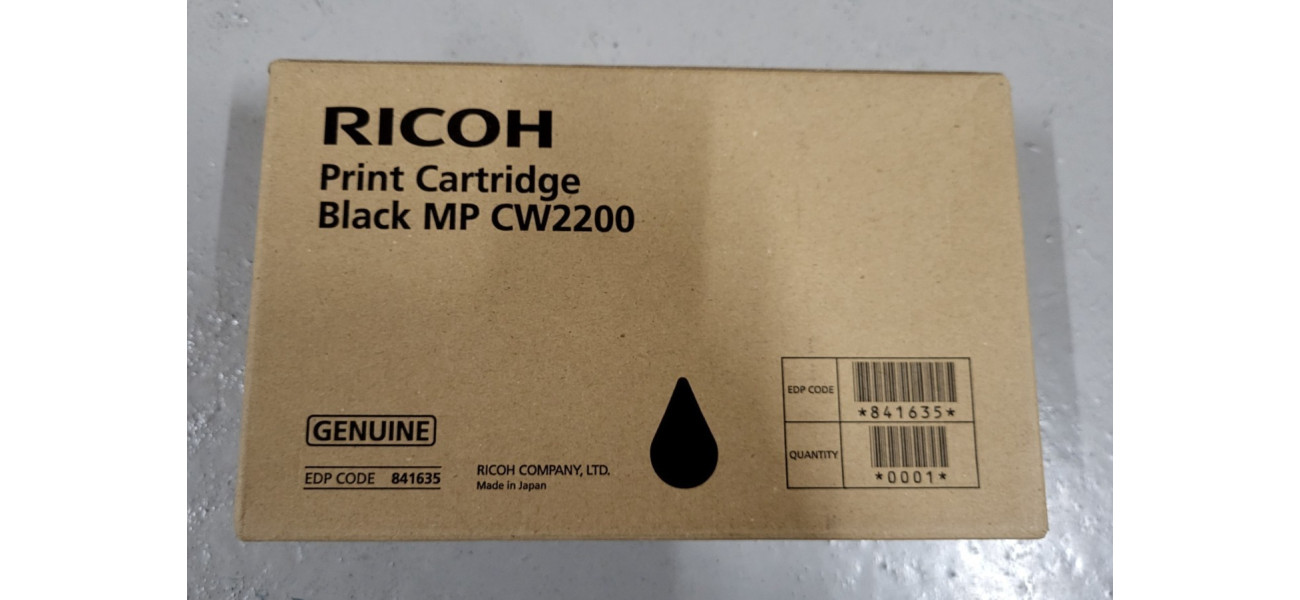 RICOH
Print Cartridge
Black MP CW2200
GENUINE
EDP CODE 841635
RICOH COMPANY, LTD.
Made in Japan
EDP CODE
*841635*
QUANTITY
*0001*